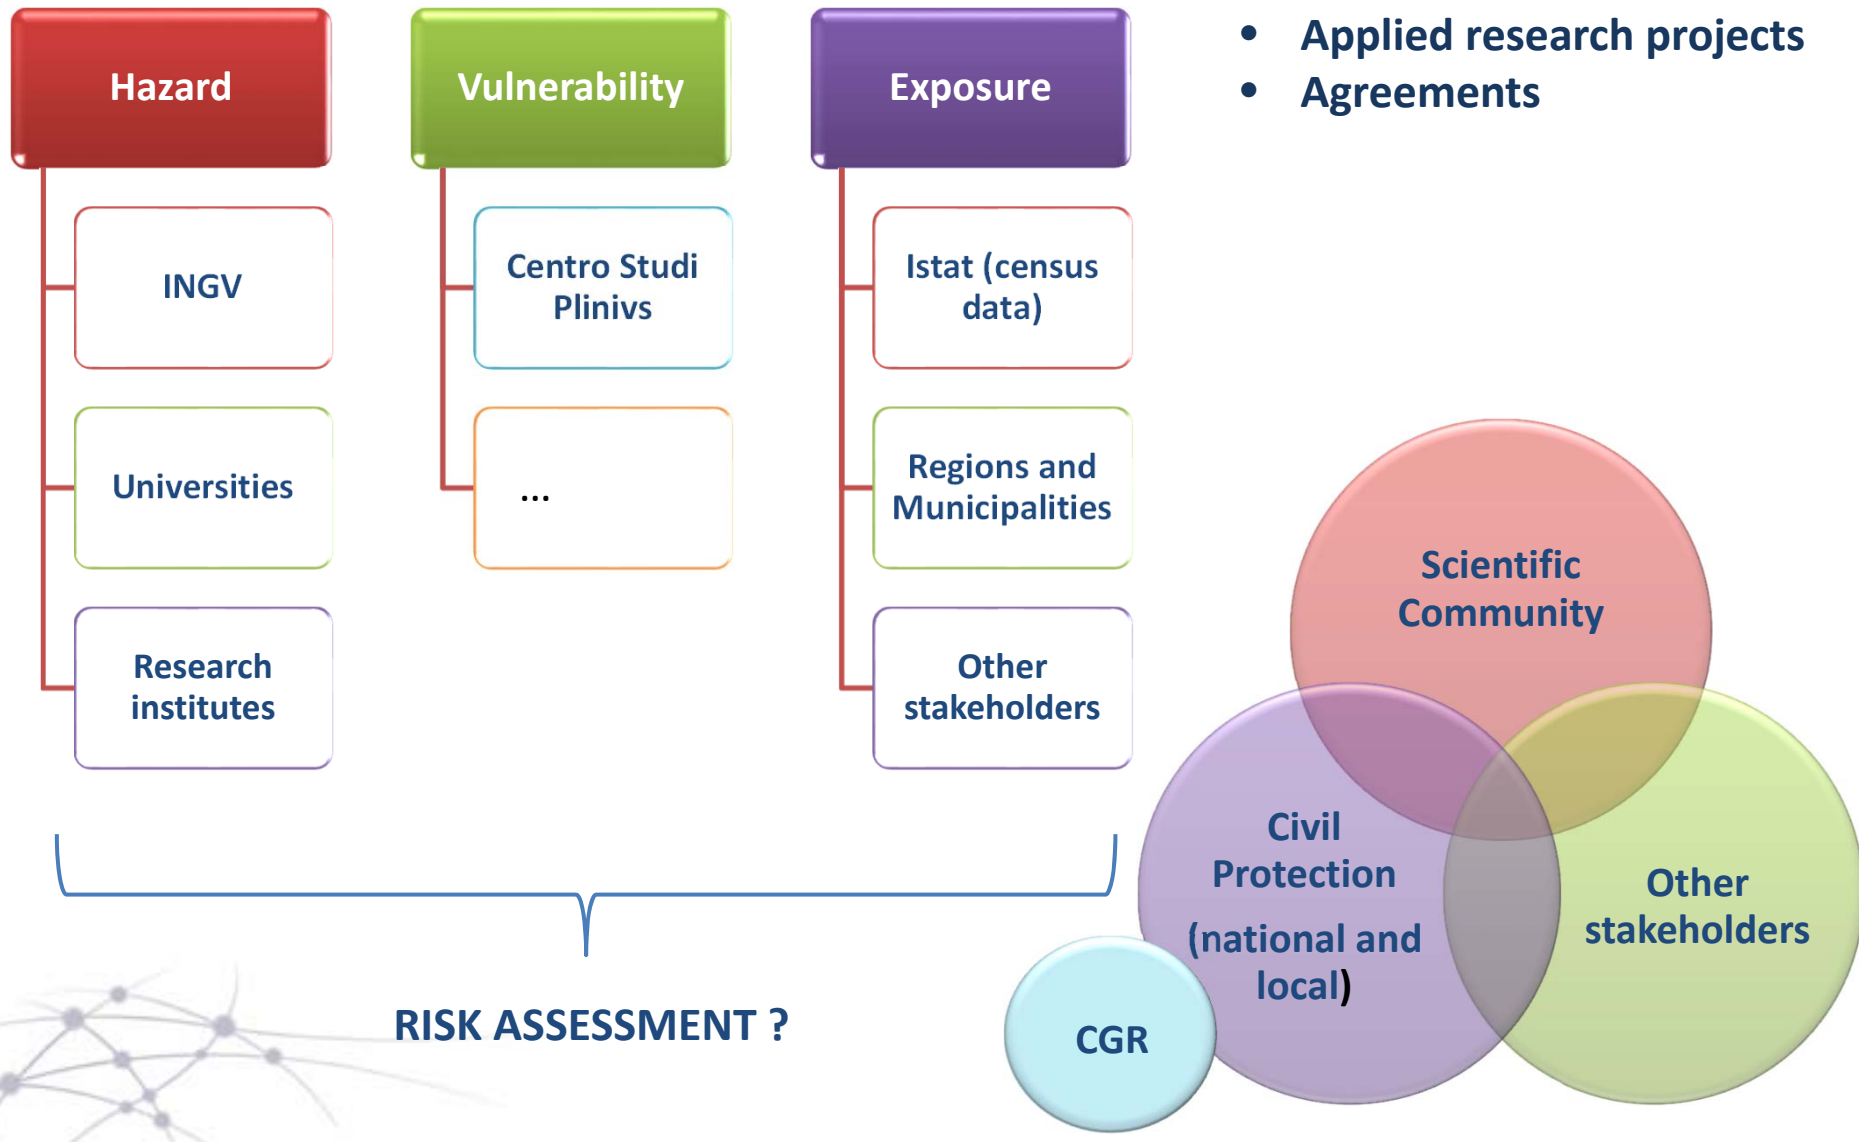 Hazard
INGV
Universities
Research
institutes
Vulnerability
Centro Studi
Plinivs
...
Exposure
Istat (census
data)
Regions and
Municipalities
Other
stakeholders
• Applied research projects
• Agreements
Scientific
Community
Civil
Protection
(national and
local)
Other
stakeholders
CGR
RISK ASSESSMENT ?